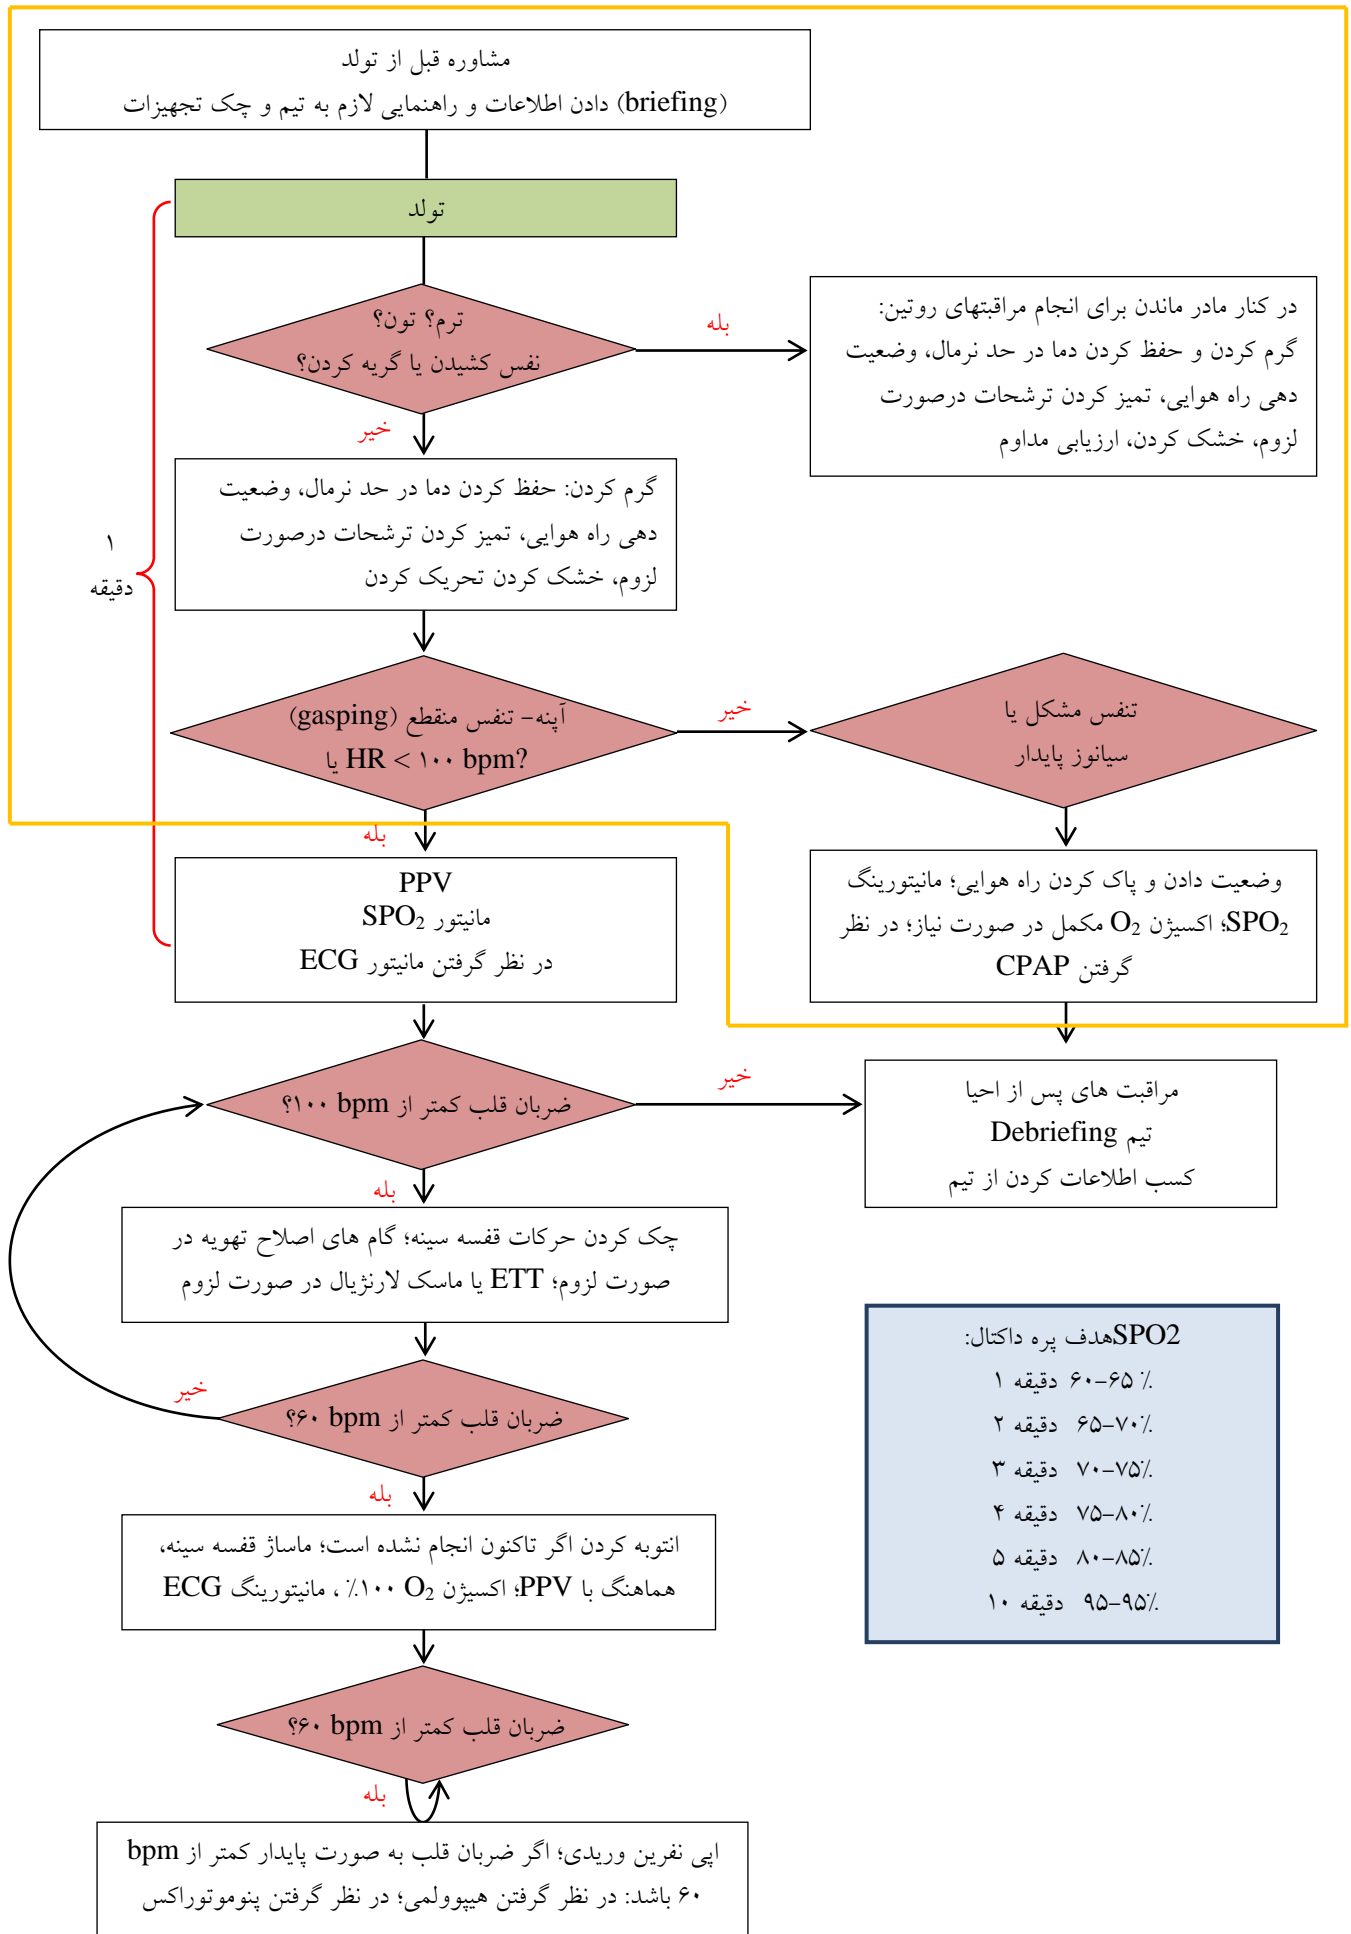 مشاوره قبل از تولد
(briefing) دادن اطلاعات و راهنمایی لازم به تیم و چک تجهیزات
تولد
ترم؟ تون؟
نفس کشیدن یا گریه کردن؟
بله
در کنار مادر ماندن برای انجام مراقبتهای روتین:
گرم کردن و حفظ کردن دما در حد نرمال، وضعیت
دهی راه هوایی، تمیز کردن ترشحات درصورت
لزوم، خشک کردن، ارزیابی مداوم
خیر
گرم کردن: حفظ کردن دما در حد نرمال، وضعیت
دهی راه هوایی، تمیز کردن ترشحات درصورت
لزوم، خشک کردن تحریک کردن
۱
دقیقه
آپنه- تنفس منقطع (gasping)
یا HR < ۱۰۰ bpm?
خیر
تنفس مشکل یا
سیانوز پایدار
بله
PPV
مانیتور SPO₂
در نظر گرفتن مانیتور ECG
وضعیت دادن و پاک کردن راه هوایی؛ مانیتورینگ
SPO₂؛ اکسیژن O₂ مکمل در صورت نیاز؛ در نظر
گرفتن CPAP
ضربان قلب کمتر از ۱۰۰ bpm؟
خیر
مراقبت های پس از احیا
تیم Debriefing
کسب اطلاعات کردن از تیم
بله
چک کردن حرکات قفسه سینه؛ گام های اصلاح تهویه در
صورت لزوم؛ ETT یا ماسک لارنژیال در صورت لزوم
ضربان قلب کمتر از ۶۰ bpm؟
خیر
بله
انتوبه کردن اگر تاکنون انجام نشده است؛ ماساژ قفسه سینه،
هماهنگ با PPV؛ اکسیژن O₂ ۱۰۰٪ ، مانیتورینگ ECG
ضربان قلب کمتر از ۶۰ bpm؟
بله
اپی نفرین وریدی؛ اگر ضربان قلب به صورت پایدار کمتر از bpm
۶۰ باشد: در نظر گرفتن هیپوولمی؛ در نظر گرفتن پنوموتوراکس
SPO2هدف پره داکتال:
٪ ۶۰-۶۵ دقیقه ۱
۶۵-۷۰٪ دقیقه ۲
۷۰-۷۵٪ دقیقه ۳
۷۵-۸۰٪ دقیقه ۴
۸۰-۸۵٪ دقیقه ۵
۹۵-۹۵٪ دقیقه ۱۰